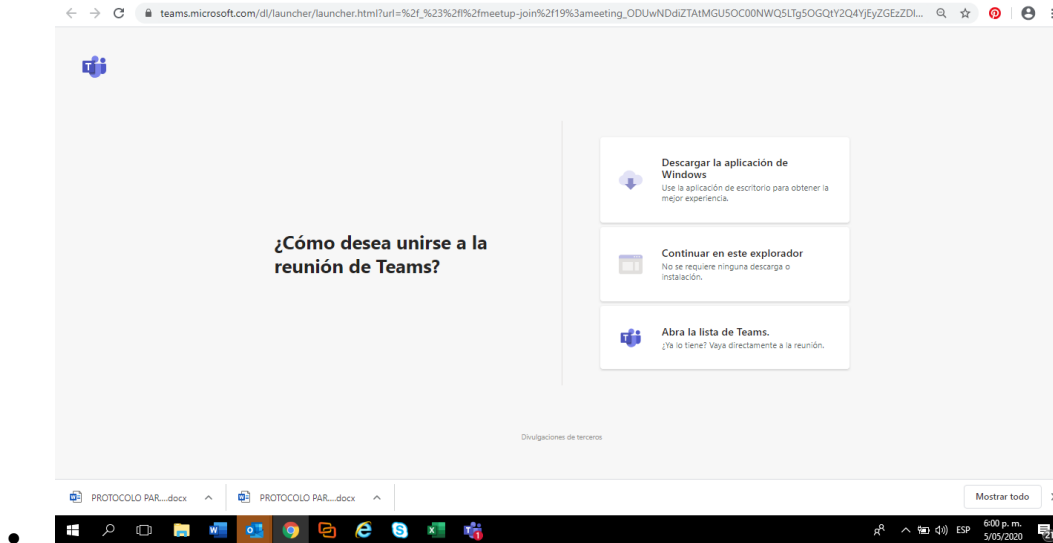 teams.microsoft.com/dl/launcher/launcher.html?url=%2f_%23%2fl%2fmeetup-join%2f19%3ameeting_ODUwNDdiZTAtMGU5OC00NWQ5LTg5OGQtY2Q4YjEyZGEzZDI...
Descargar la aplicación de
Windows
Use la aplicación de escritorio para obtener la
mejor experiencia.
¿Cómo desea unirse a la
reunión de Teams?
Continuar en este explorador
No se requiere ninguna descarga o
instalación.
Abra la lista de Teams.
¿Ya lo tiene? Vaya directamente a la reunión.
Divulgaciones de terceros
PROTOCOLO PAR....docx
PROTOCOLO PAR....docx
Mostrar todo
ESP
6:00 p. m.
5/05/2020